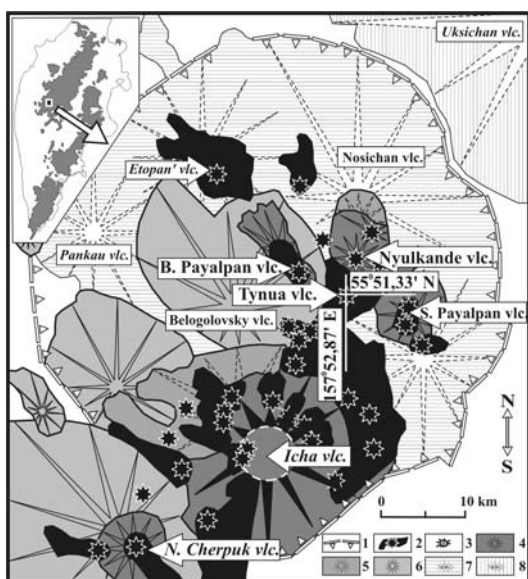 Uksichan vlc.
Etopan' vlc.
Nosichan vlc.
Pankau vlc.
B. Payalpan vlc.
Nyulkande vlc.
55°51,33' N
Tynua vlc.
Belogolovsky vlc.
S. Payalpan vlc.
157°52,87' E
N
S
Icha vlc.
0 10 km
N. Cherpuk vlc.
1 2 3 4
5 6 7 8